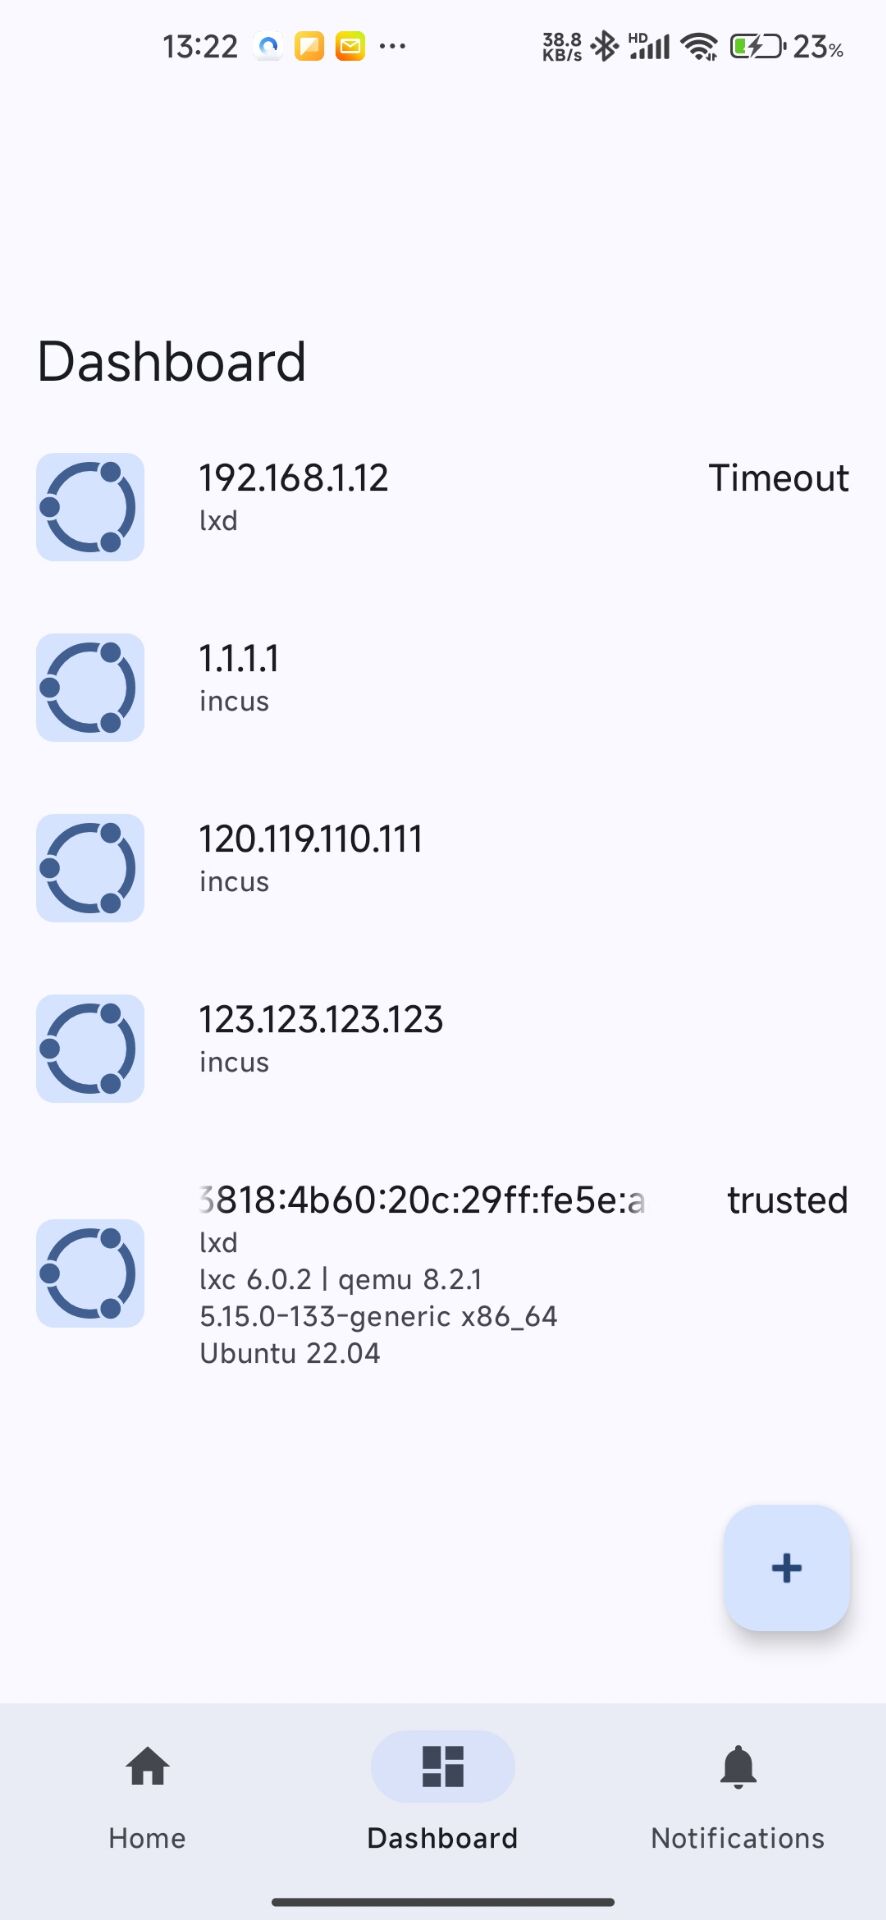 13:22
38.8 KB/s
HD
23%
Dashboard
192.168.1.12
Timeout
lxd
1.1.1.1
incus
120.119.110.111
incus
123.123.123.123
incus
3818:4b60:20c:29ff:fe5e:a
trusted
lxd
lxc 6.0.2 | qemu 8.2.1
5.15.0-133-generic x86_64
Ubuntu 22.04
Home
Dashboard
Notifications